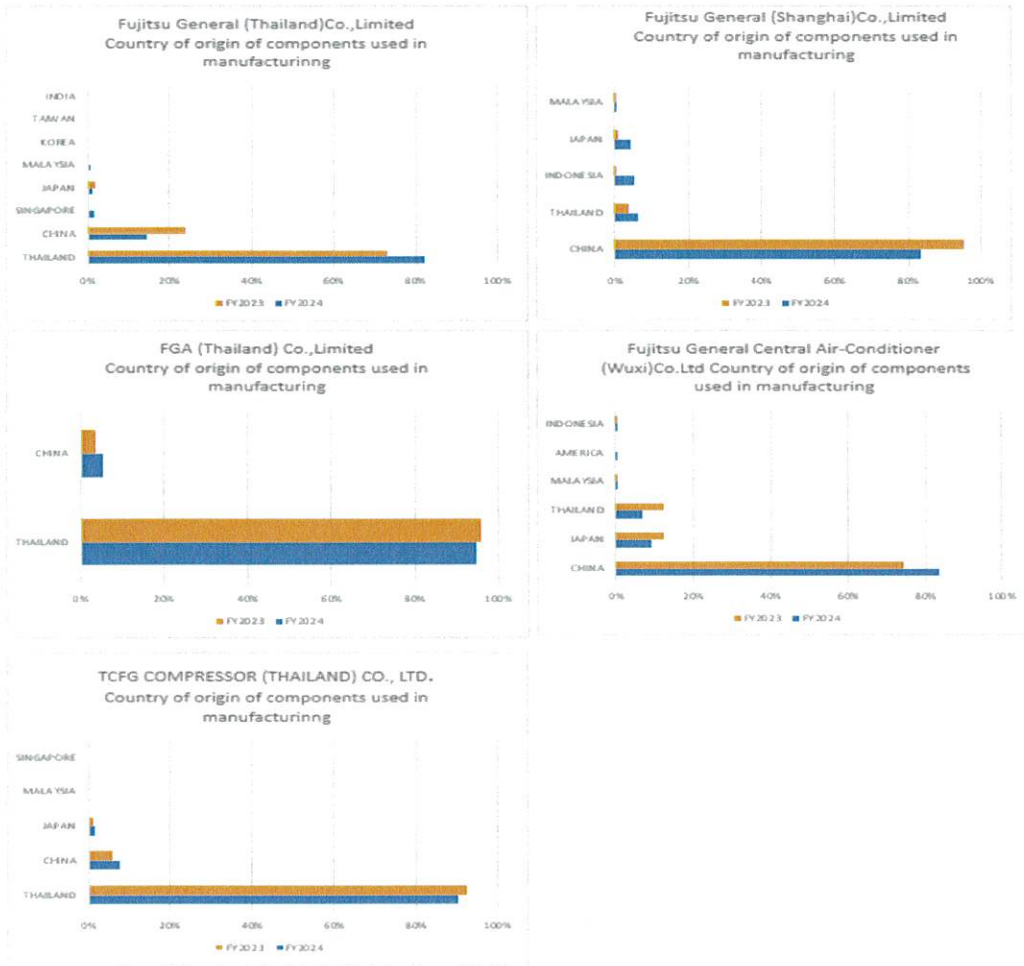 Fujitsu General (Thailand)Co.,Limited
Country of origin of components used in
manufacturinng
INDIA
TAIWAN
KOREA
MALAYSIA
JAPAN
SINGAPORE
CHINA
THAILAND
0% 20% 40% 60% 80% 100%
FY2023 FY2024
Fujitsu General (Shanghai)Co.,Limited
Country of origin of components used in
manufacturing
MALAYSIA
JAPAN
INDONESIA
THAILAND
CHINA
0% 20% 40% 60% 80% 100%
FY2023 FY2024
FGA (Thailand) Co.,Limited
Country of origin of components used in
manufacturing
CHINA
THAILAND
0% 20% 40% 60% 80% 100%
FY2023 FY2024
Fujitsu General Central Air-Conditioner
(Wuxi)Co.Ltd Country of origin of components
used in manufacturing
INDONESIA
AMERICA
MALAYSIA
THAILAND
JAPAN
CHINA
0% 20% 40% 60% 80% 100%
FY2023 FY2024
TCFG COMPRESSOR (THAILAND) CO., LTD.
Country of origin of components used in
manufacturinng
SINGAPORE
MALAYSIA
JAPAN
CHINA
THAILAND
0% 20% 40% 60% 80% 100%
FY2023 FY2024